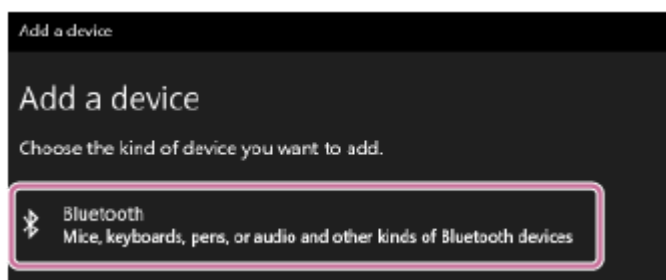 Add a device
Add a device
Choose the kind of device you want to add.
Bluetooth
Mice, keyboards, pens, or audio and other kinds of Bluetooth devices